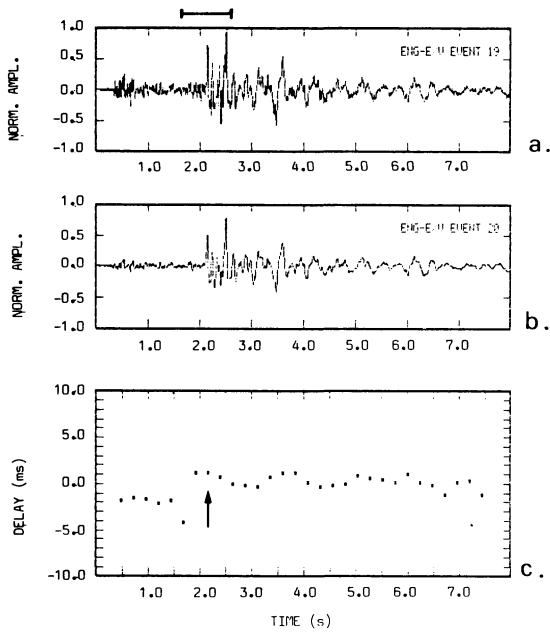 1.0
ENG-E/W EVENT 19
0.5
NORM. AMPL.
0.0
-0.5
-1.0
1.0 2.0 3.0 4.0 5.0 6.0 7.0
a.
1.0
ENG-E/W EVENT 20
0.5
NORM. AMPL.
0.0
-0.5
-1.0
1.0 2.0 3.0 4.0 5.0 6.0 7.0
b.
10.0
5.0
DELAY (ms)
0.0
-5.0
-10.0
1.0 2.0 3.0 4.0 5.0 6.0 7.0
c.
TIME (s)